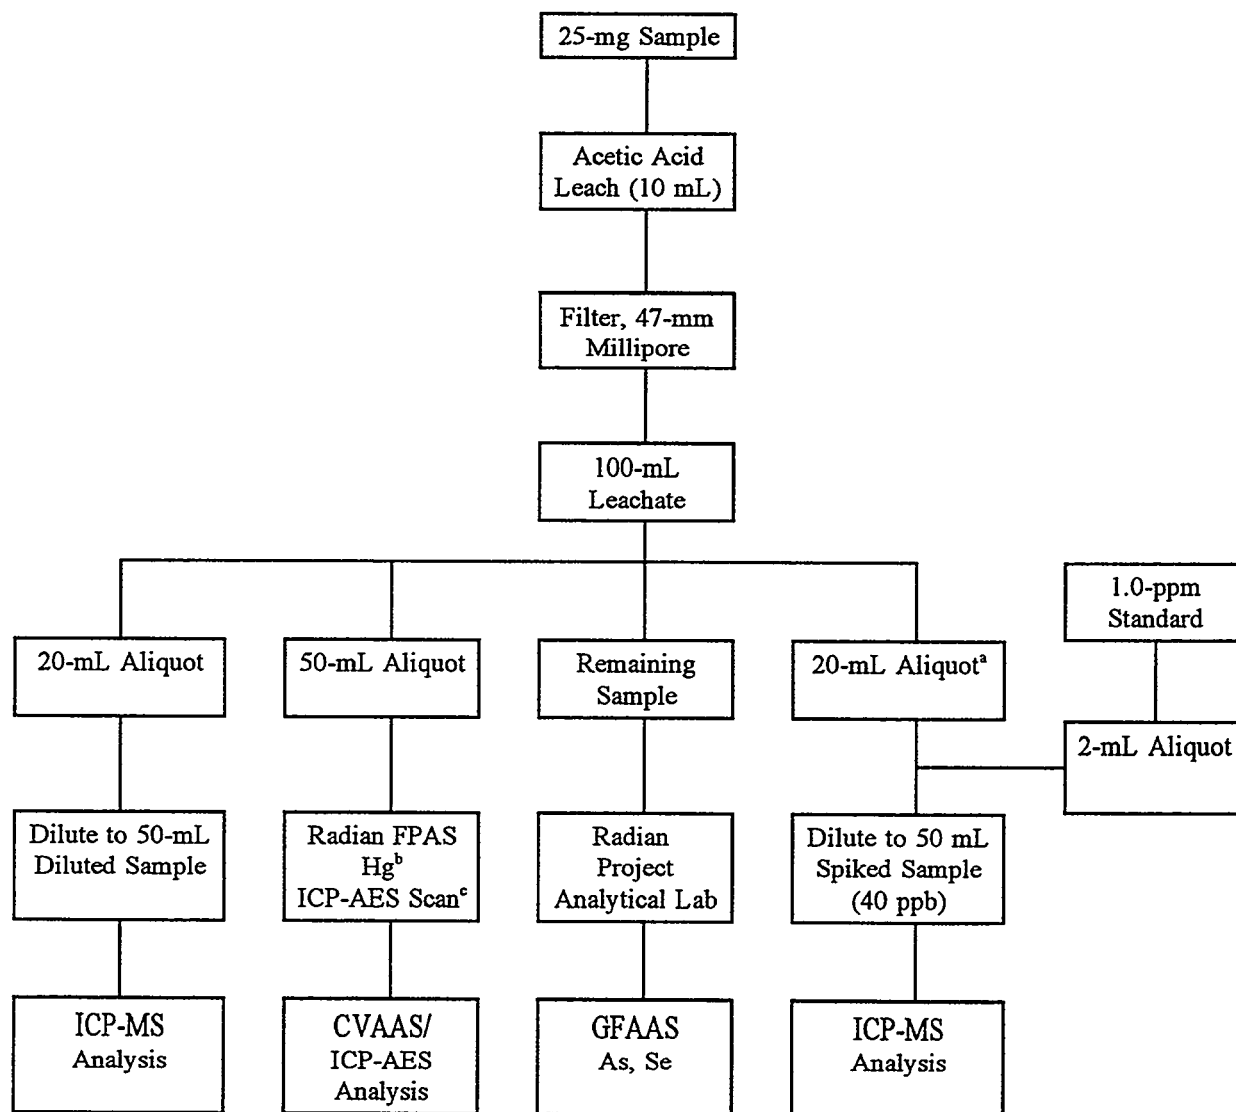 25-mg Sample
Acetic Acid
Leach (10 mL)
Filter, 47-mm
Millipore
100-mL
Leachate
1.0-ppm
Standard
20-mL Aliquot
50-mL Aliquot
Remaining
Sample
20-mL Aliquotᵃ
2-mL Aliquot
Dilute to 50-mL
Diluted Sample
Radian FPAS
Hgᵇ
ICP-AES Scanᶜ
Radian
Project
Analytical Lab
Dilute to 50 mL
Spiked Sample
(40 ppb)
ICP-MS
Analysis
CVAAS/
ICP-AES
Analysis
GFAAS
As, Se
ICP-MS
Analysis